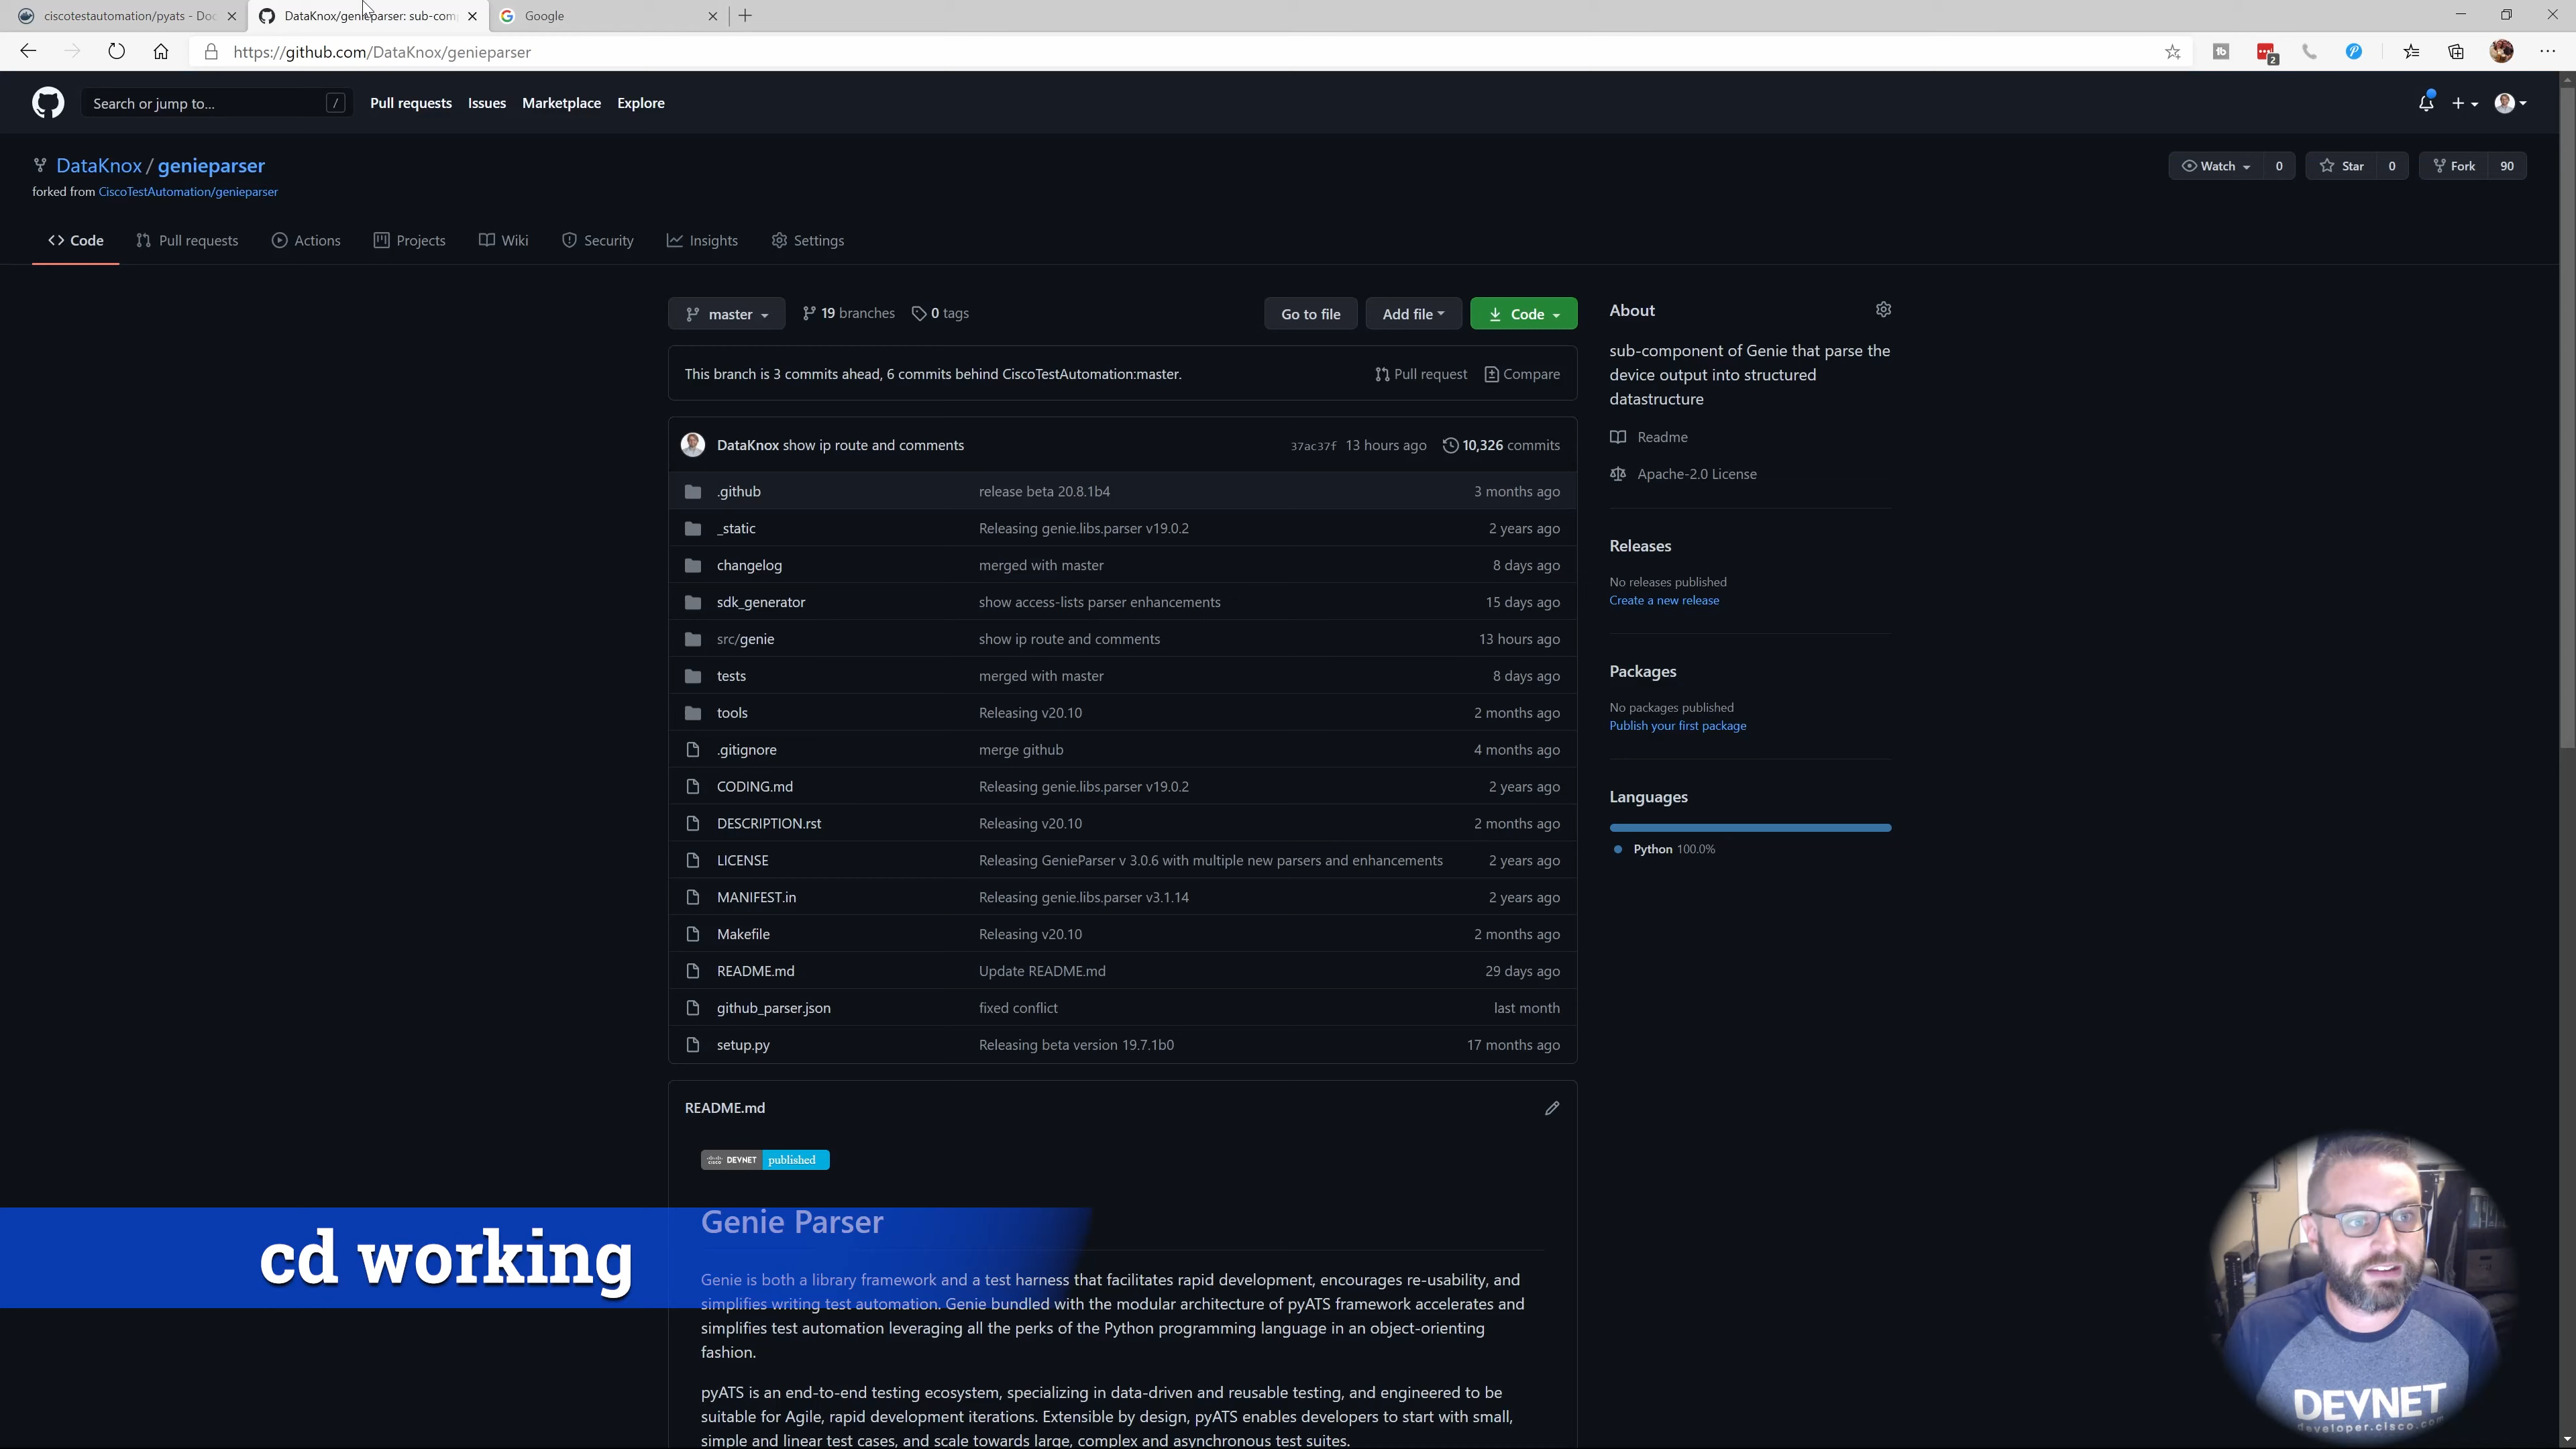 ciscotestautomation/pyats - Doc
DataKnox/genieparser: sub-com
Google
https://github.com/DataKnox/genieparser
2
Search or jump to... /
Pull requests Issues Marketplace Explore
DataKnox / genieparser
forked from CiscoTestAutomation/genieparser
Watch 0 Star 0 Fork 90
Code Pull requests Actions Projects Wiki Security Insights Settings
master 19 branches 0 tags Go to file Add file Code
This branch is 3 commits ahead, 6 commits behind CiscoTestAutomation:master. Pull request Compare
DataKnox show ip route and comments 37ac37f 13 hours ago 10,326 commits
.github release beta 20.8.1b4 3 months ago
_static Releasing genie.libs.parser v19.0.2 2 years ago
changelog merged with master 8 days ago
sdk_generator show access-lists parser enhancements 15 days ago
src/genie show ip route and comments 13 hours ago
tests merged with master 8 days ago
tools Releasing v20.10 2 months ago
.gitignore merge github 4 months ago
CODING.md Releasing genie.libs.parser v19.0.2 2 years ago
DESCRIPTION.rst Releasing v20.10 2 months ago
LICENSE Releasing GenieParser v 3.0.6 with multiple new parsers and enhancements 2 years ago
MANIFEST.in Releasing genie.libs.parser v3.1.14 2 years ago
Makefile Releasing v20.10 2 months ago
README.md Update README.md 29 days ago
github_parser.json fixed conflict last month
setup.py Releasing beta version 19.7.1b0 17 months ago
About
sub-component of Genie that parse the
device output into structured
datastructure
Readme
Apache-2.0 License
Releases
No releases published
Create a new release
Packages
No packages published
Publish your first package
Languages
Python 100.0%
README.md
CISCO DEVNET published
Genie Parser
Genie is both a library framework and a test harness that facilitates rapid development, encourages re-usability, and
simplifies writing test automation. Genie bundled with the modular architecture of pyATS framework accelerates and
simplifies test automation leveraging all the perks of the Python programming language in an object-orienting
fashion.
pyATS is an end-to-end testing ecosystem, specializing in data-driven and reusable testing, and engineered to be
suitable for Agile, rapid development iterations. Extensible by design, pyATS enables developers to start with small,
simple and linear test cases, and scale towards large, complex and asynchronous test suites.
cd working
DEVNET
developer.cisco.com